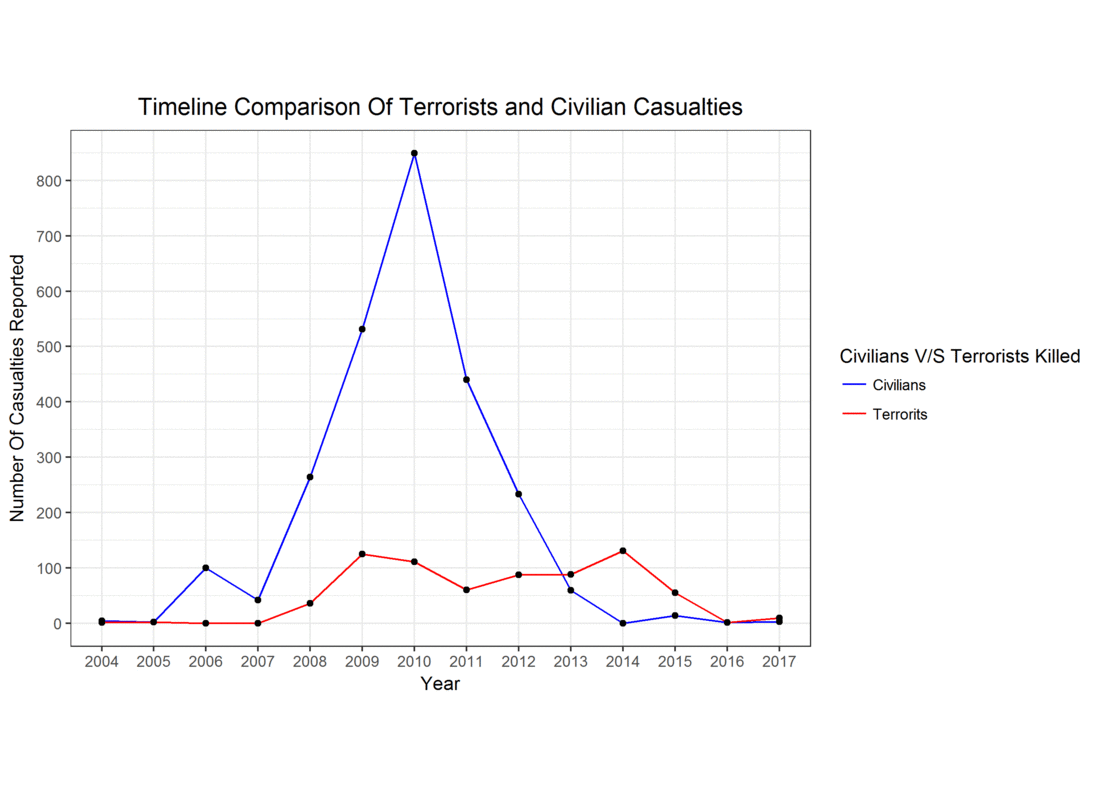 Timeline Comparison Of Terrorists and Civilian Casualties
Number Of Casualties Reported
800
700
600
500
400
300
200
100
0
2004 2005 2006 2007 2008 2009 2010 2011 2012 2013 2014 2015 2016 2017
Year
Civilians V/S Terrorists Killed
Civilians
Terrorits